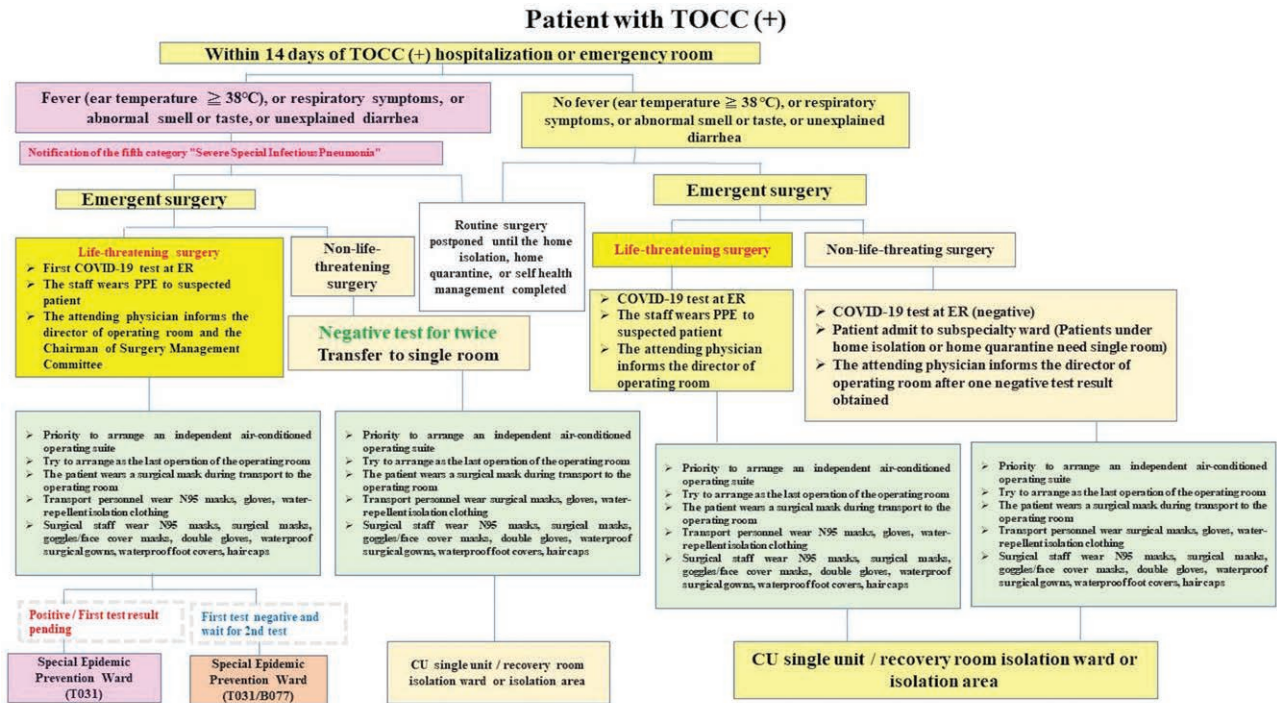 Patient with TOCC (+)
Within 14 days of TOCC (+) hospitalization or emergency room
Fever (ear temperature ≧ 38°C), or respiratory symptoms, or
abnormal smell or taste, or unexplained diarrhea
No fever (ear temperature ≧ 38°C), or respiratory
symptoms, or abnormal smell or taste, or unexplained
diarrhea
Notification of the fifth category "Severe Special Infectious Pneumonia"
Emergent surgery
Emergent surgery
Life-threatening surgery
➢ First COVID-19 test at ER
➢ The staff wears PPE to suspected
patient
➢ The attending physician informs the
director of operating room and the
Chairman of Surgery Management
Committee
Non-life-
threatening
surgery
Negative test for twice
Transfer to single room
Routine surgery
postponed until the home
isolation, home
quarantine, or self health
management completed
Life-threatening surgery
➢ COVID-19 test at ER
➢ The staff wears PPE to
suspected patient
➢ The attending physician
informs the director of
operating room
Non-life-threating surgery
➢ COVID-19 test at ER (negative)
➢ Patient admit to subspecialty ward (Patients under
home isolation or home quarantine need single room)
➢ The attending physician informs the director of
operating room after one negative test result
obtained
➢ Priority to arrange an independent air-conditioned
operating suite
➢ Try to arrange as the last operation of the operating room
➢ The patient wears a surgical mask during transport to the
operating room
➢ Transport personnel wear N95 masks, gloves, water-
repellent isolation clothing
➢ Surgical staff wear N95 masks, surgical masks,
goggles/face cover masks, double gloves, waterproof
surgical gowns, waterproof foot covers, hair caps
➢ Priority to arrange an independent air-conditioned
operating suite
➢ Try to arrange as the last operation of the operating room
➢ The patient wears a surgical mask during transport to the
operating room
➢ Transport personnel wear surgical masks, gloves, water-
repellent isolation clothing
➢ Surgical staff wear N95 masks, surgical masks,
goggles/face cover masks, double gloves, waterproof
surgical gowns, waterproof foot covers, hair caps
➢ Priority to arrange an independent air-conditioned
operating suite
➢ Try to arrange as the last operation of the operating room
➢ The patient wears a surgical mask during transport to the
operating room
➢ Transport personnel wear surgical masks, gloves, water-
repellent isolation clothing
➢ Surgical staff wear N95 masks, surgical masks,
goggles/face cover masks, double gloves, waterproof
surgical gowns, waterproof foot covers, hair caps
➢ Priority to arrange an independent air-conditioned
operating suite
➢ Try to arrange as the last operation of the operating room
➢ The patient wears a surgical mask during transport to the
operating room
➢ Transport personnel wear surgical masks, gloves, water-
repellent isolation clothing
➢ Surgical staff wear N95 masks, surgical masks,
goggles/face cover masks, double gloves, waterproof
surgical gowns, waterproof foot covers, hair caps
Positive / First test result
pending
First test negative and
wait for 2nd test
Special Epidemic
Prevention Ward
(T031)
Special Epidemic
Prevention Ward
(T031/B077)
CU single unit / recovery room
isolation ward or isolation area
CU single unit / recovery room isolation ward or
isolation area